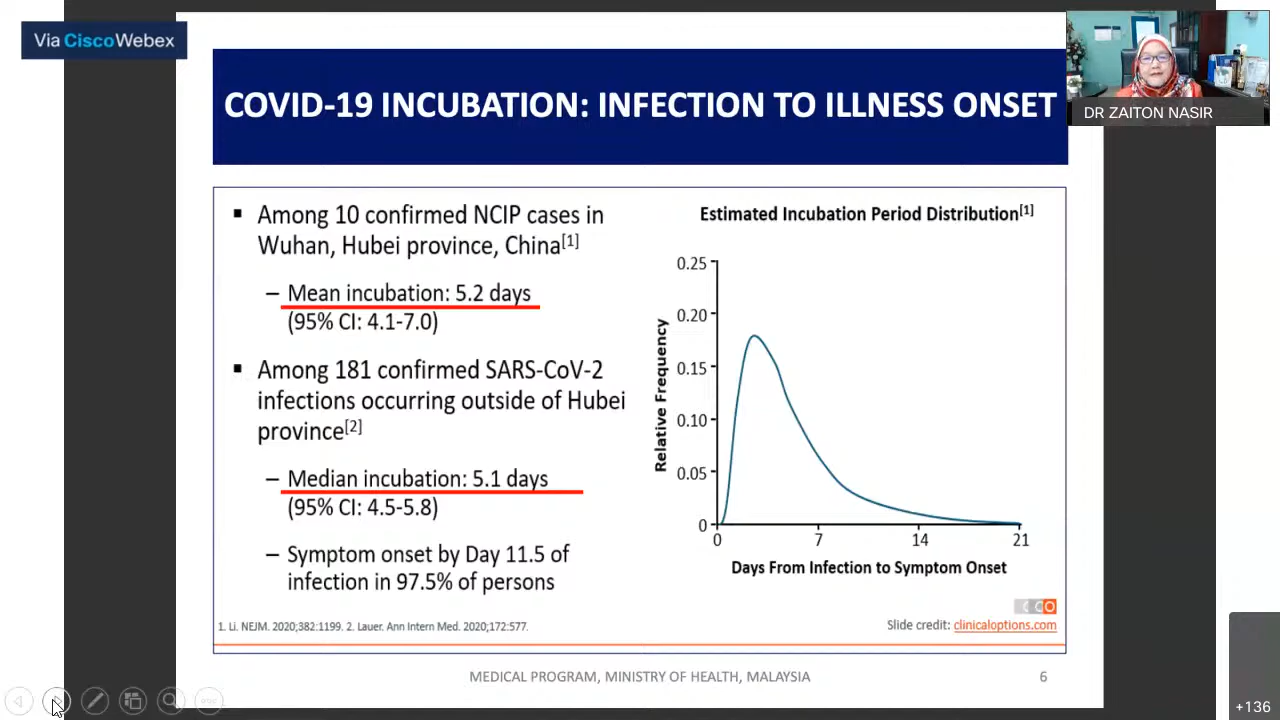 Via Cisco Webex
COVID-19 INCUBATION: INFECTION TO ILLNESS ONSET
DR ZAITON NASIR
▪ Among 10 confirmed NCIP cases in
Wuhan, Hubei province, China[1]
– Mean incubation: 5.2 days
(95% CI: 4.1-7.0)
▪ Among 181 confirmed SARS-CoV-2
infections occurring outside of Hubei
province[2]
– Median incubation: 5.1 days
(95% CI: 4.5-5.8)
– Symptom onset by Day 11.5 of
infection in 97.5% of persons
Estimated Incubation Period Distribution[1]
Relative Frequency
0.25
0.20
0.15
0.10
0.05
0
0 7 14 21
Days From Infection to Symptom Onset
CCO
1. Li. NEJM. 2020;382:1199. 2. Lauer. Ann Intern Med. 2020;172:577.
Slide credit: clinicaloptions.com
MEDICAL PROGRAM, MINISTRY OF HEALTH, MALAYSIA
6
+136